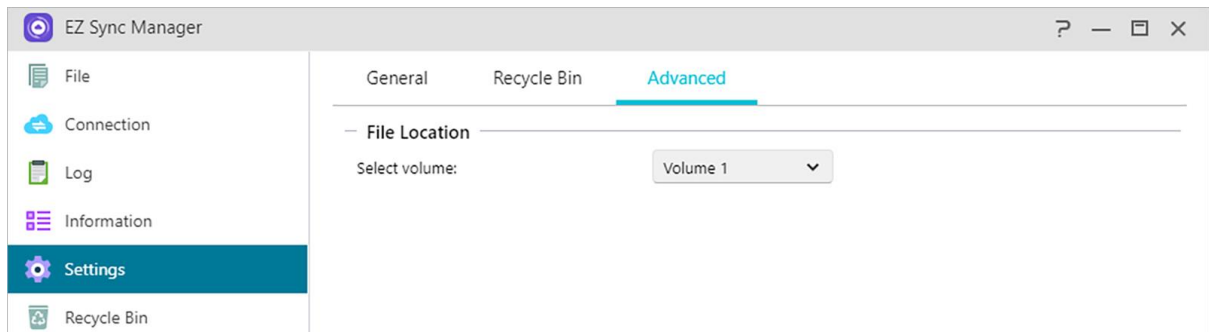 EZ Sync Manager
File
Connection
Log
Information
Settings
Recycle Bin
General Recycle Bin Advanced
File Location
Select volume: Volume 1